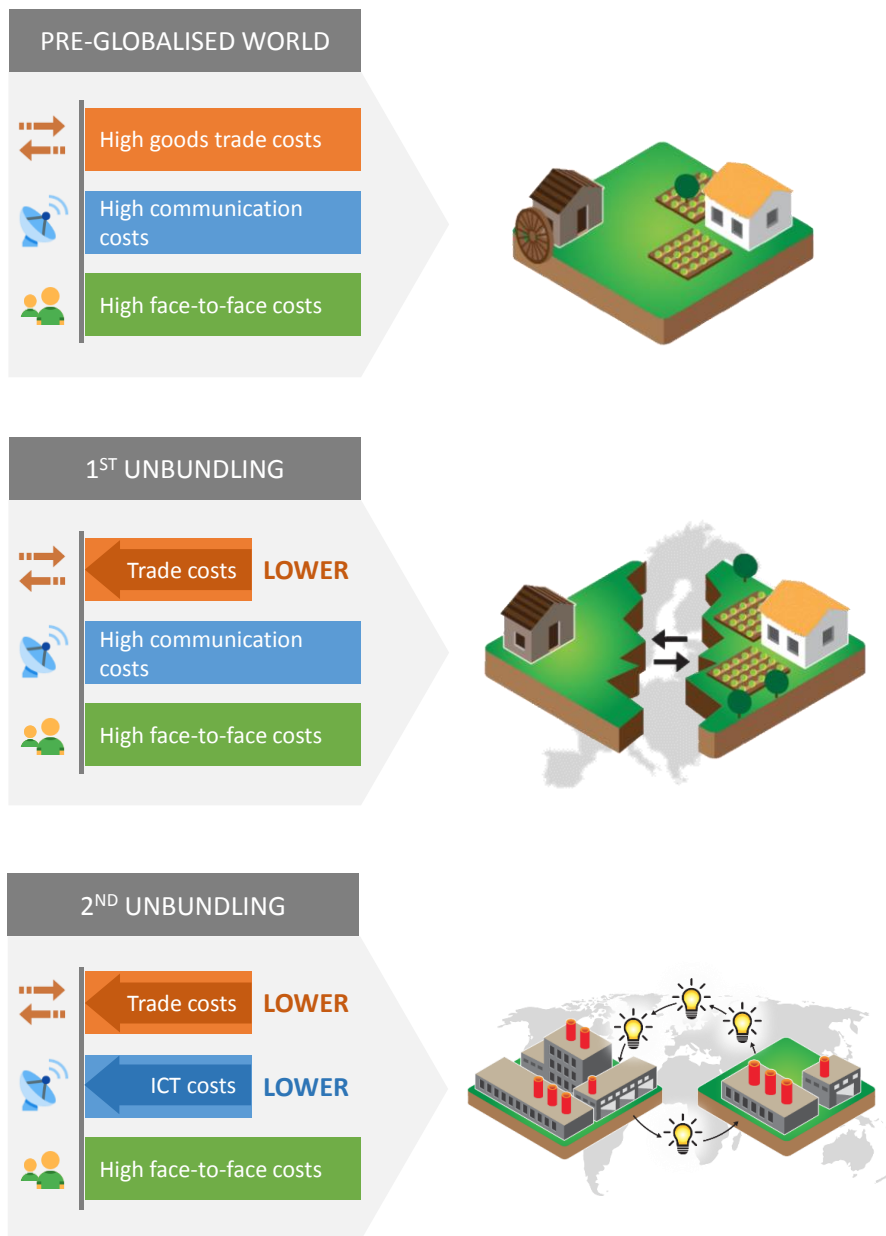 PRE-GLOBALISED WORLD
High goods trade costs
High communication
costs
High face-to-face costs
1ST UNBUNDLING
Trade costs LOWER
High communication
costs
High face-to-face costs
2ND UNBUNDLING
Trade costs LOWER
ICT costs LOWER
High face-to-face costs